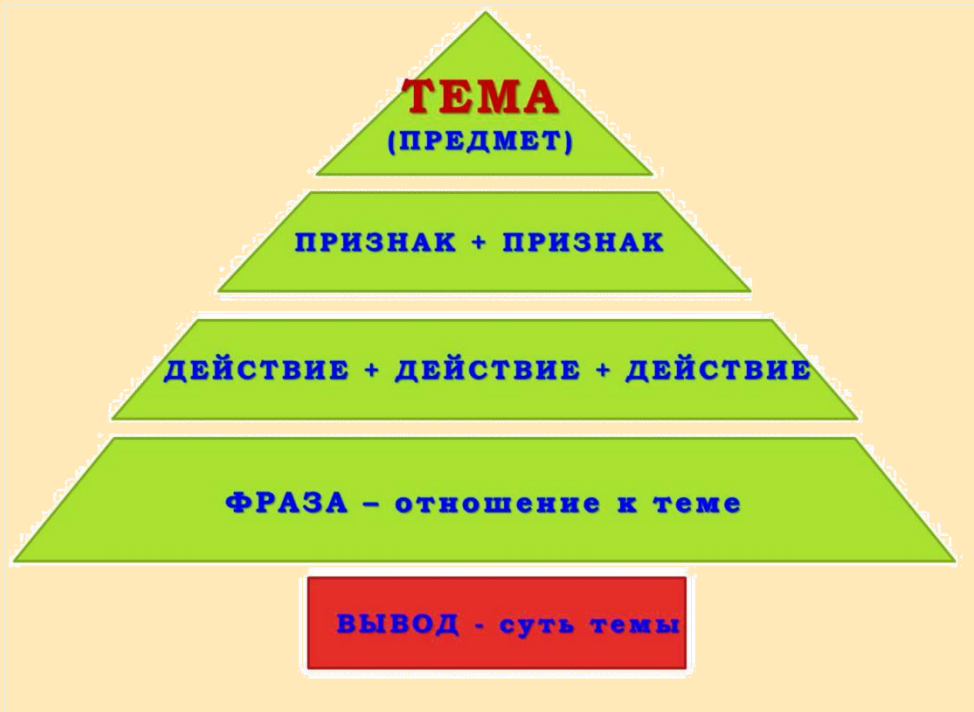 ТЕМА
(ПРЕДМЕТ)
ПРИЗНАК + ПРИЗНАК
ДЕЙСТВИЕ + ДЕЙСТВИЕ + ДЕЙСТВИЕ
ФРАЗА – отношение к теме
ВЫВОД - суть темы